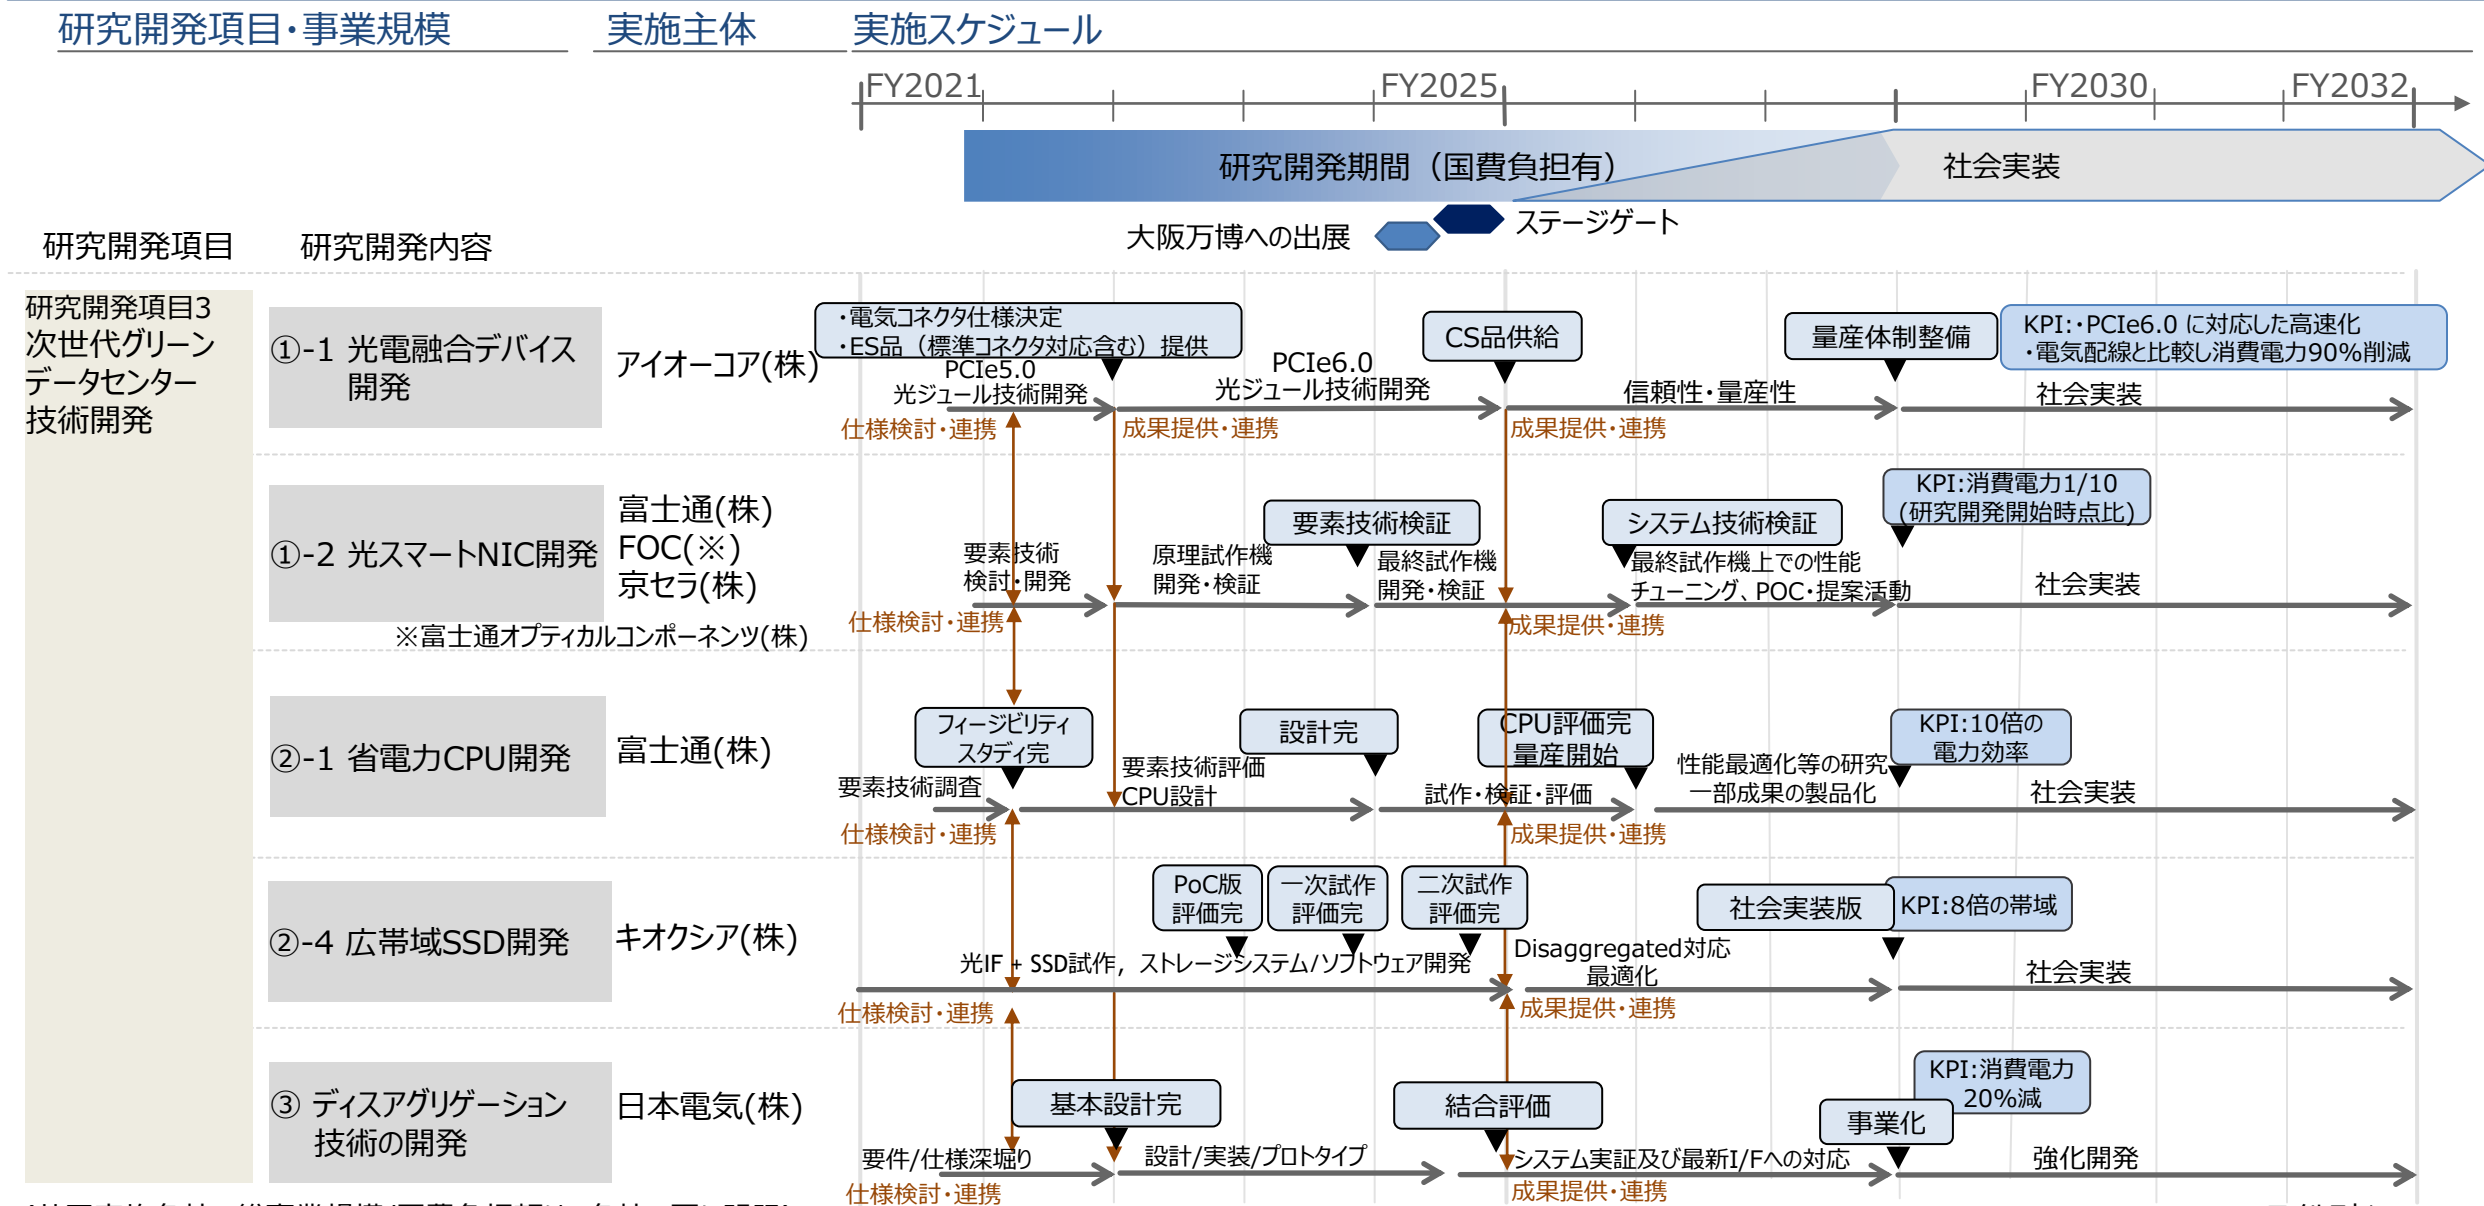 研究開発項目・事業規模
実施主体
実施スケジュール
FY2021
FY2025
FY2030
FY2032
研究開発期間（国費負担有）
社会実装
大阪万博への出展
ステージゲート
研究開発項目
研究開発内容
研究開発項目3
次世代グリーン
データセンター
技術開発
①-1 光電融合デバイス
開発
アイオーコア(株)
・電気コネクタ仕様決定
・ES品（標準コネクタ対応含む）提供
CS品供給
量産体制整備
KPI:・PCIe6.0 に対応した高速化
・電気配線と比較し消費電力90%削減
PCIe5.0
光ジュール技術開発
PCIe6.0
光ジュール技術開発
信頼性・量産性
社会実装
仕様検討・連携
成果提供・連携
成果提供・連携
①-2 光スマートNIC開発
富士通(株)
FOC(※)
京セラ(株)
※富士通オプティカルコンポーネンツ(株)
要素技術検証
システム技術検証
KPI:消費電力1/10
(研究開発開始時点比)
要素技術
検討・開発
原理試作機
開発・検証
最終試作機
開発・検証
最終試作機上での性能
チューニング、POC・提案活動
社会実装
仕様検討・連携
成果提供・連携
②-1 省電力CPU開発
富士通(株)
フィージビリティ
スタディ完
設計完
CPU評価完
量産開始
KPI:10倍の
電力効率
要素技術調査
要素技術評価
CPU設計
試作・検証・評価
性能最適化等の研究
一部成果の製品化
社会実装
仕様検討・連携
成果提供・連携
②-4 広帯域SSD開発
キオクシア(株)
PoC版
評価完
一次試作
評価完
二次試作
評価完
社会実装版
KPI:8倍の帯域
光IF + SSD試作，ストレージシステム/ソフトウェア開発
Disaggregated対応
最適化
社会実装
仕様検討・連携
成果提供・連携
③ ディスアグリゲーション
技術の開発
日本電気(株)
基本設計完
結合評価
事業化
KPI:消費電力
20%減
要件/仕様深堀り
設計/実装/プロトタイプ
システム実証及び最新I/Fへの対応
強化開発
仕様検討・連携
成果提供・連携